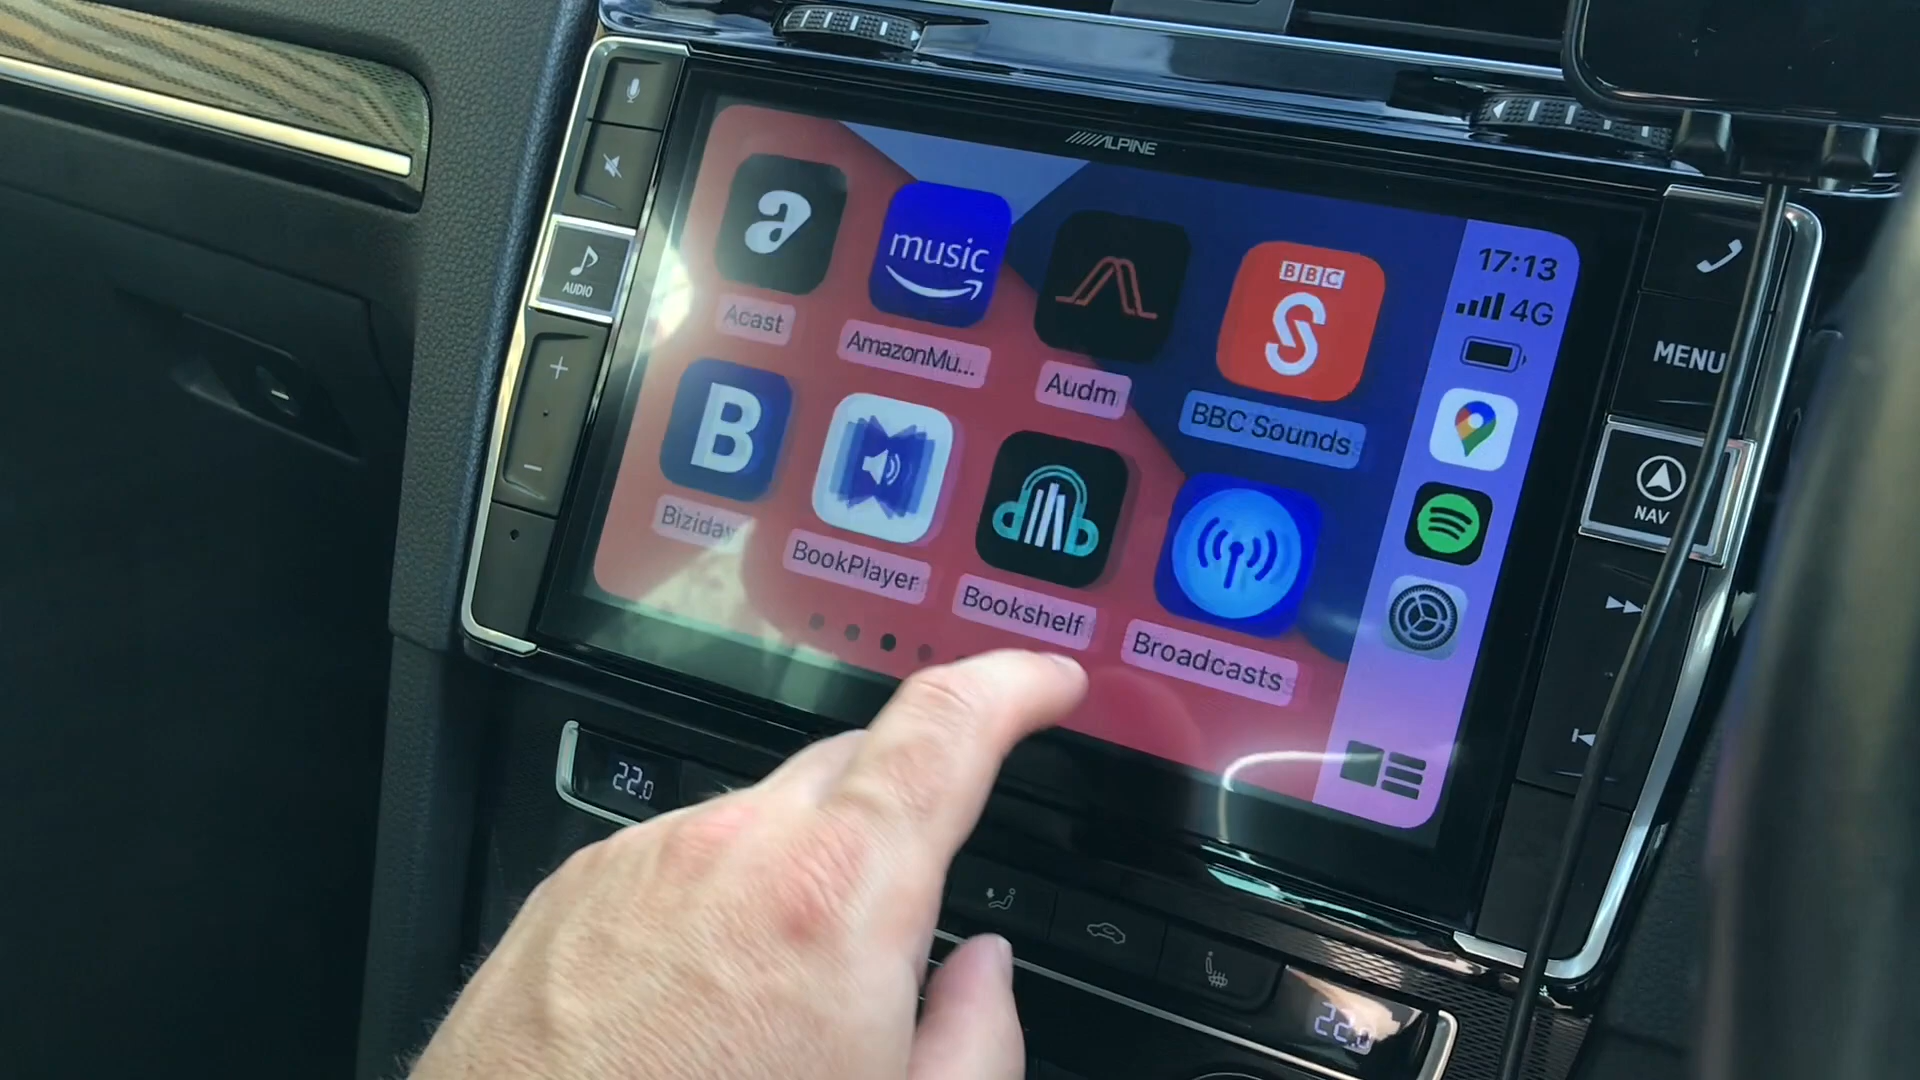 ALPINE
AUDIO
a
music
BBC
S
17:13
4G
Acast
AmazonMu...
Audm
BBC Sounds
MENU
B
Biziday
BookPlayer
Bookshelf
Broadcasts
NAV
22.0
22.0